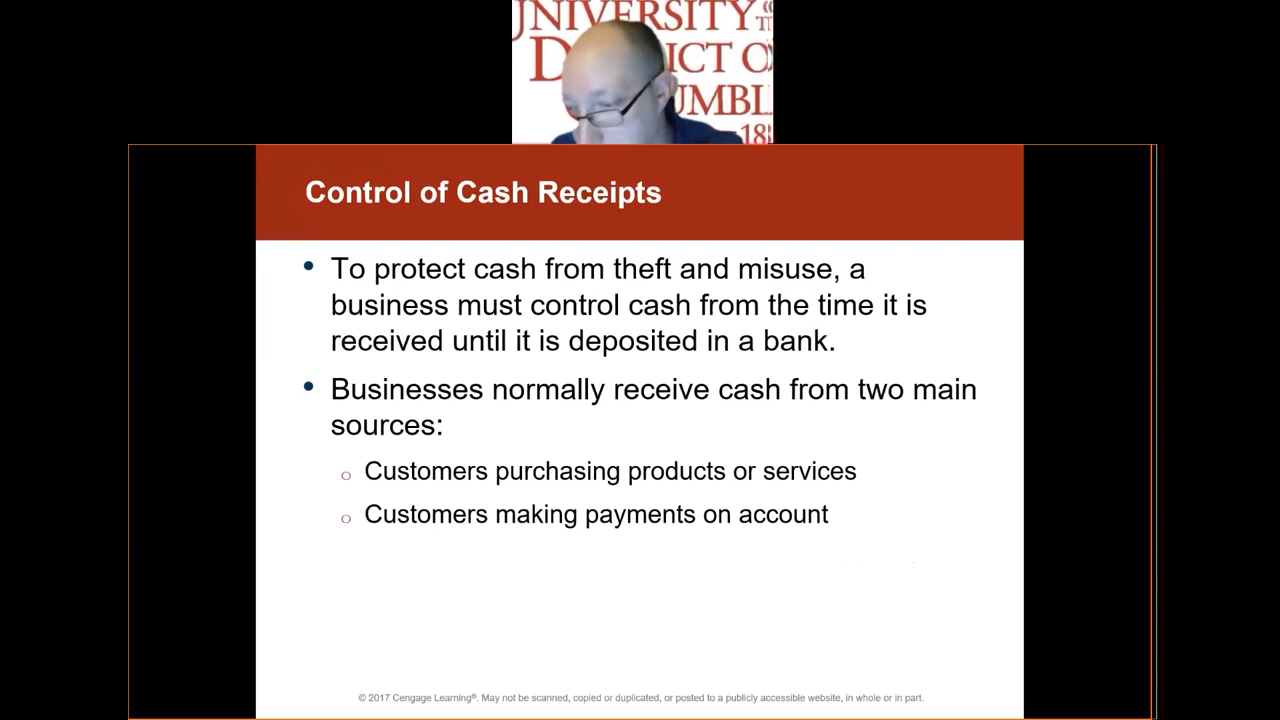 UNIVERSITY
Control of Cash Receipts
• To protect cash from theft and misuse, a
business must control cash from the time it is
received until it is deposited in a bank.
• Businesses normally receive cash from two main
sources:
o Customers purchasing products or services
o Customers making payments on account
© 2017 Cengage Learning®. May not be scanned, copied or duplicated, or posted to a publicly accessible website, in whole or in part.